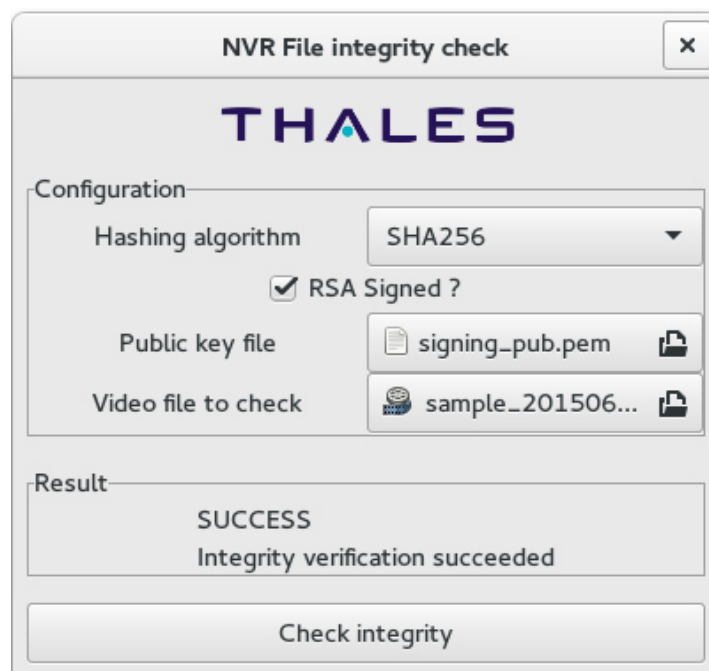 NVR File integrity check
THALES
Configuration
Hashing algorithm SHA256
RSA Signed ?
Public key file signing_pub.pem
Video file to check sample_201506...
Result
SUCCESS
Integrity verification succeeded
Check integrity